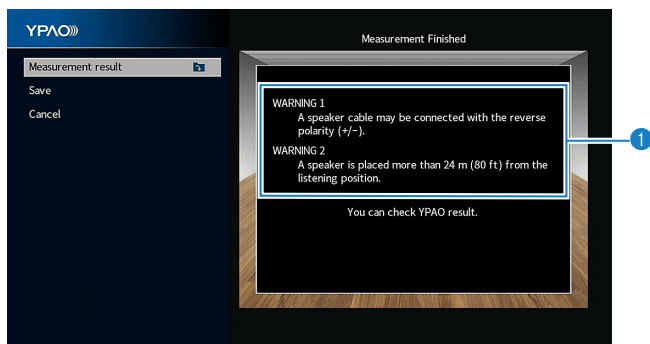 YPAO
Measurement Finished
Measurement result
Save
Cancel
WARNING 1
A speaker cable may be connected with the reverse
polarity (+/-).
WARNING 2
A speaker is placed more than 24 m (80 ft) from the
listening position.
You can check YPAO result.
1